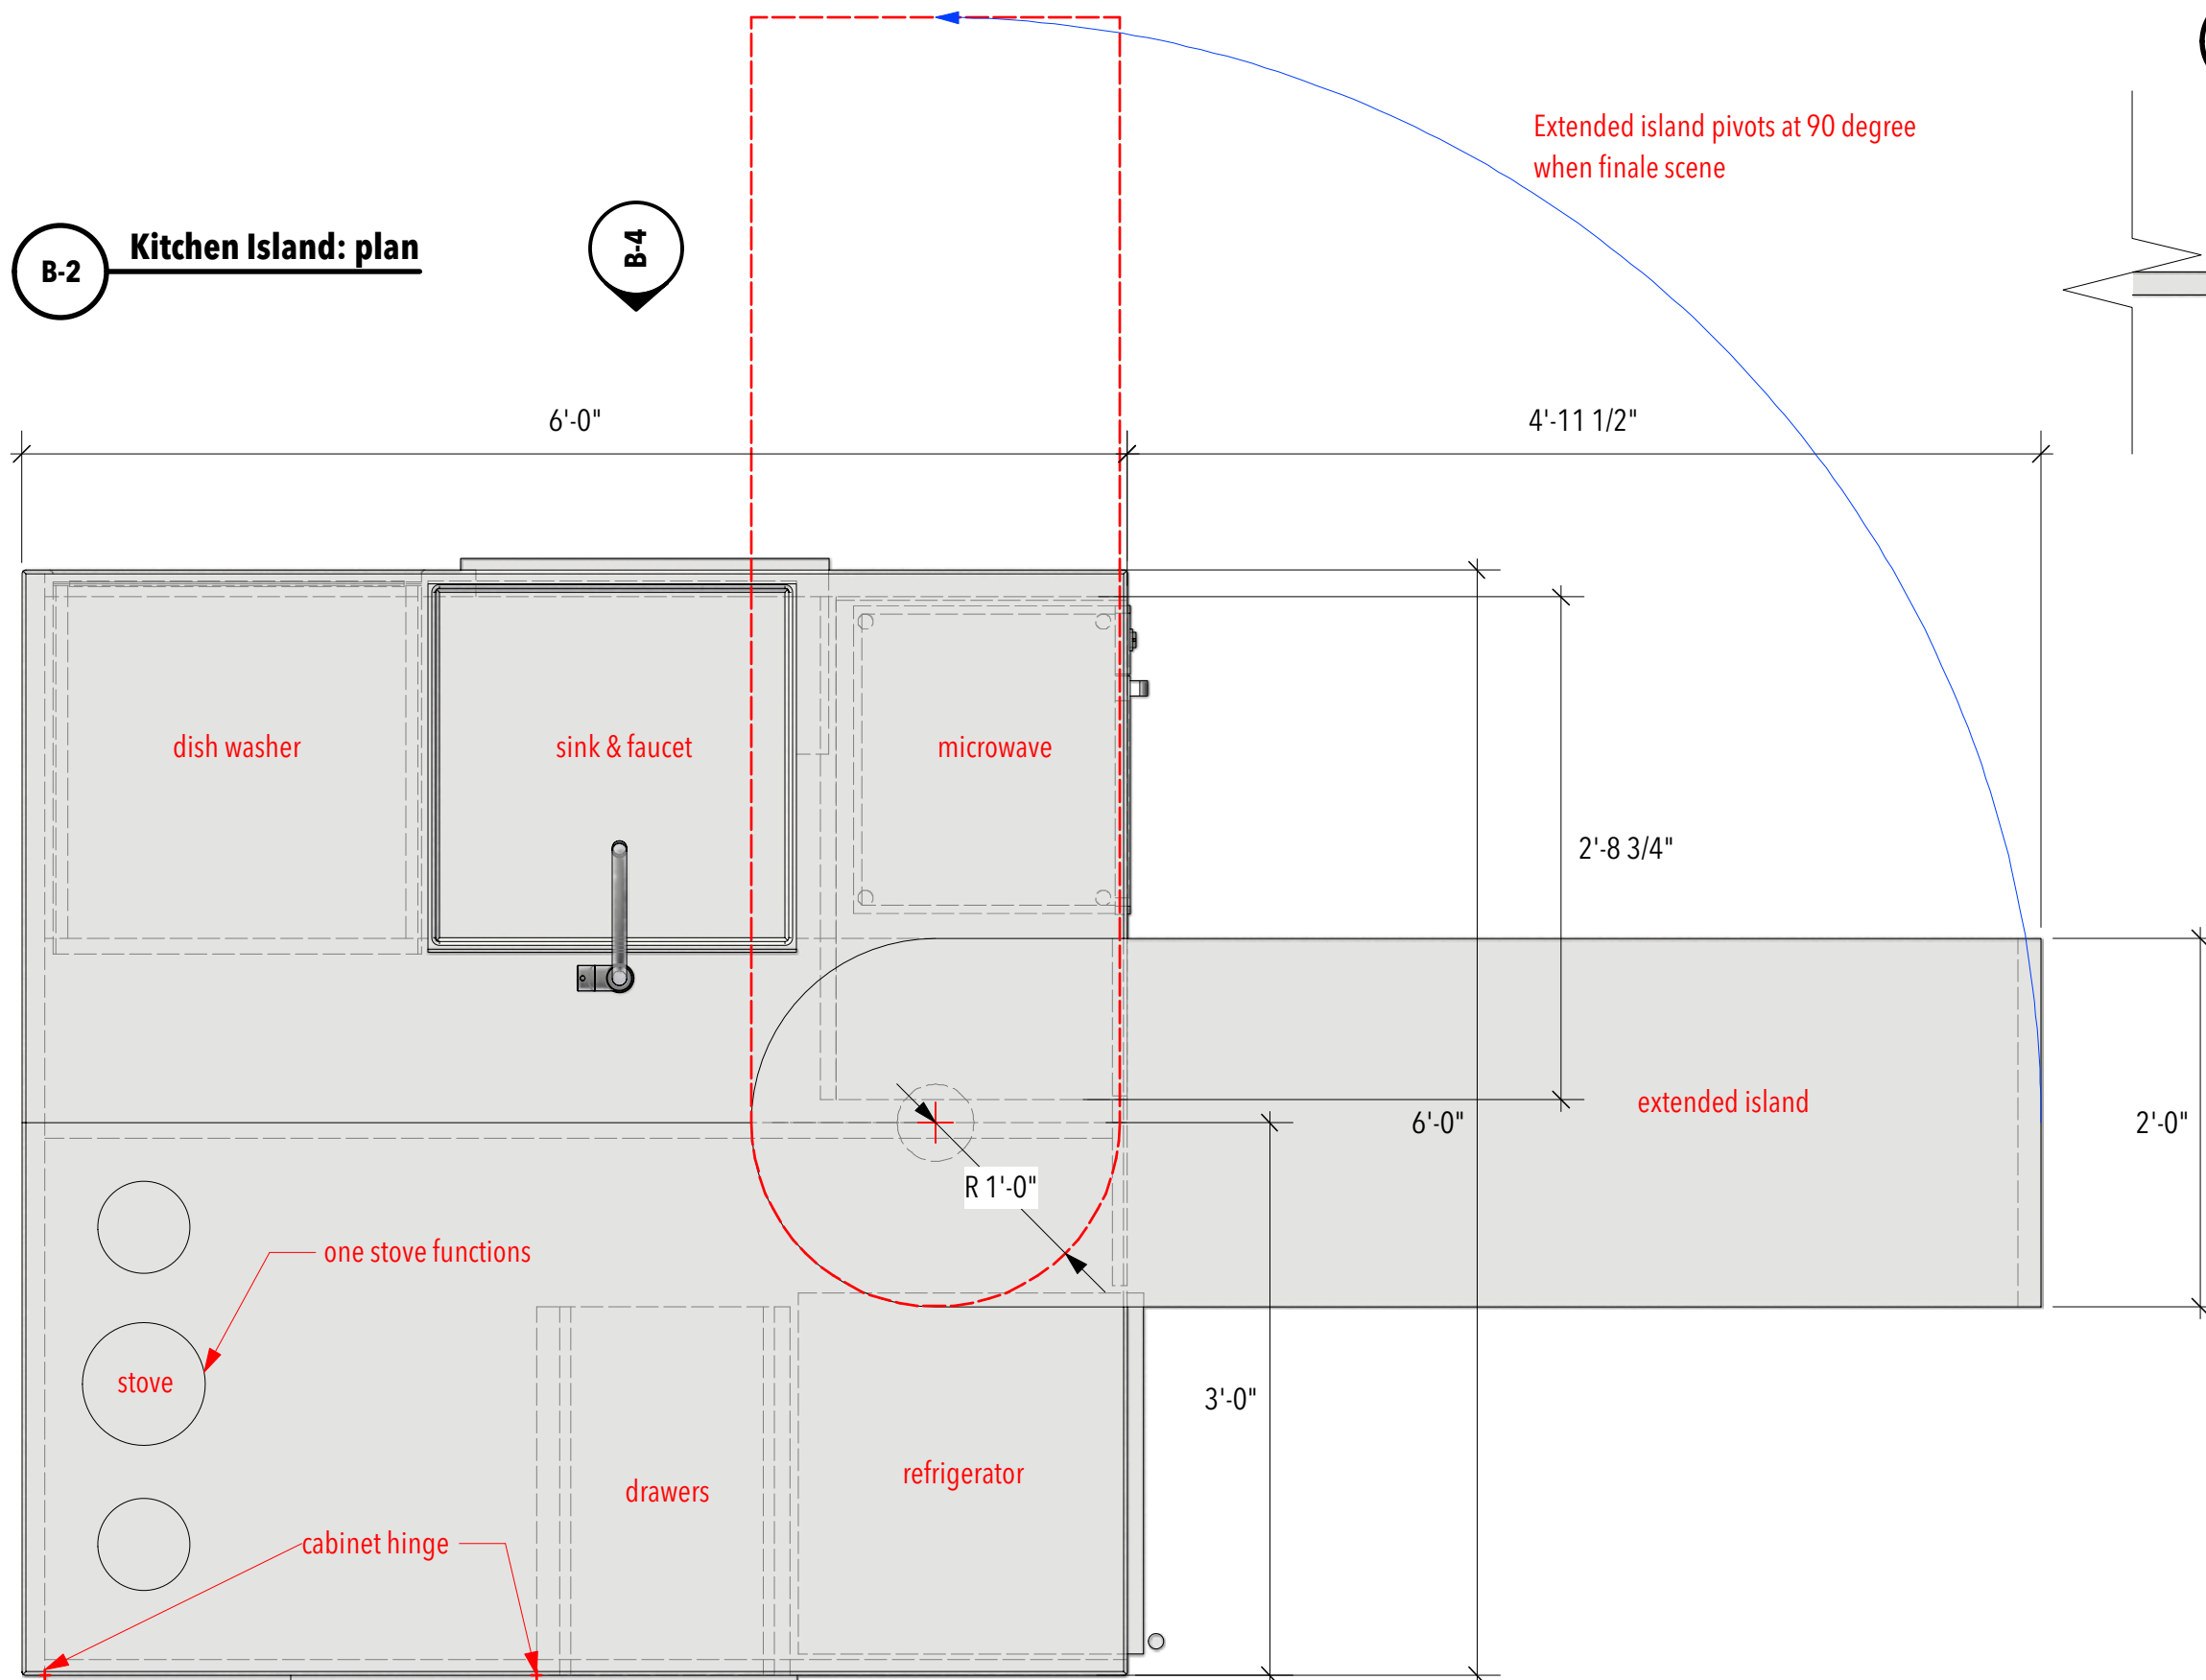 Extended island pivots at 90 degree
when finale scene
B-2
Kitchen Island: plan
B-4
6'-0"
4'-11 1/2"
dish washer
sink & faucet
microwave
2'-8 3/4"
extended island
6'-0"
2'-0"
R 1'-0"
one stove functions
stove
3'-0"
refrigerator
drawers
cabinet hinge